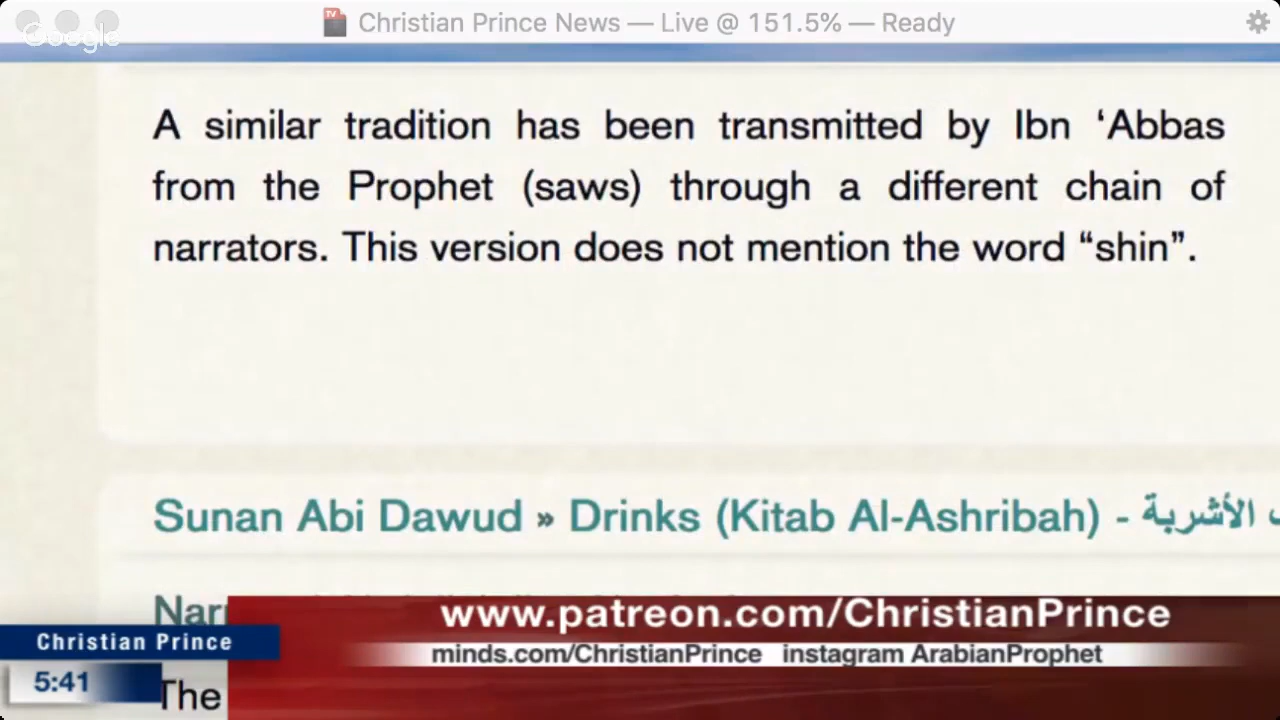 Google
Christian Prince News — Live @ 151.5% — Ready
A similar tradition has been transmitted by Ibn ‘Abbas
from the Prophet (saws) through a different chain of
narrators. This version does not mention the word “shin”.
Sunan Abi Dawud » Drinks (Kitab Al-Ashribah) - الأشربة
www.patreon.com/ChristianPrince
Christian Prince
minds.com/ChristianPrince instagram ArabianProphet
5:41
The